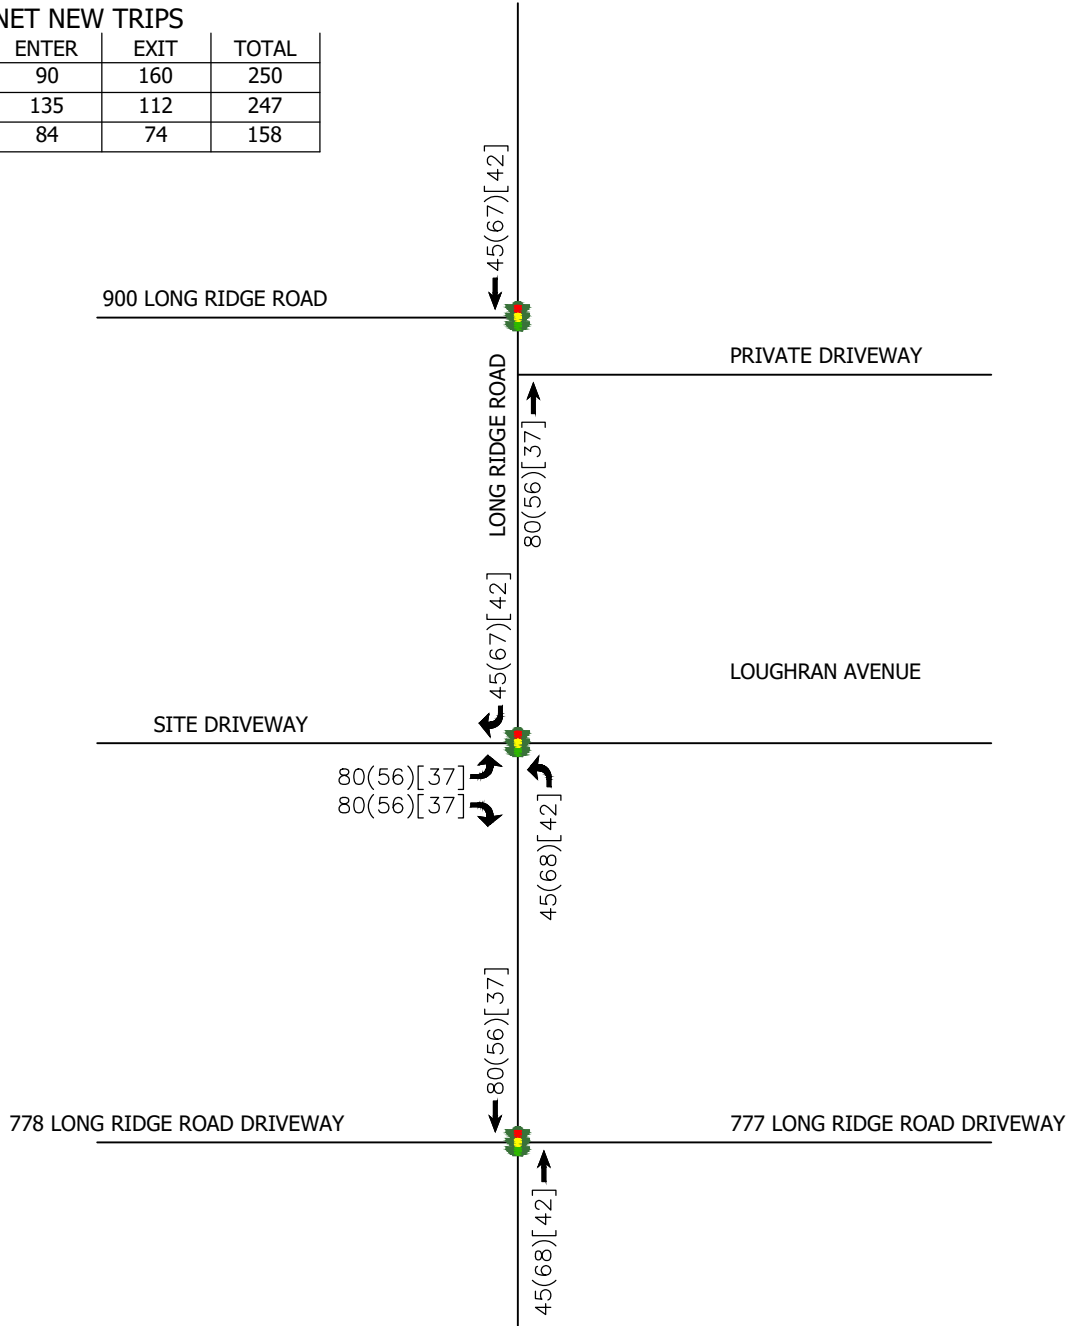 NET NEW TRIPS
ENTER EXIT TOTAL
90 160 250
135 112 247
84 74 158
45(67)[42]
900 LONG RIDGE ROAD
PRIVATE DRIVEWAY
LONG RIDGE ROAD
80(56)[37]
45(67)[42]
LOUGHRAN AVENUE
SITE DRIVEWAY
80(56)[37]
80(56)[37]
45(68)[42]
80(56)[37]
778 LONG RIDGE ROAD DRIVEWAY
777 LONG RIDGE ROAD DRIVEWAY
45(68)[42]